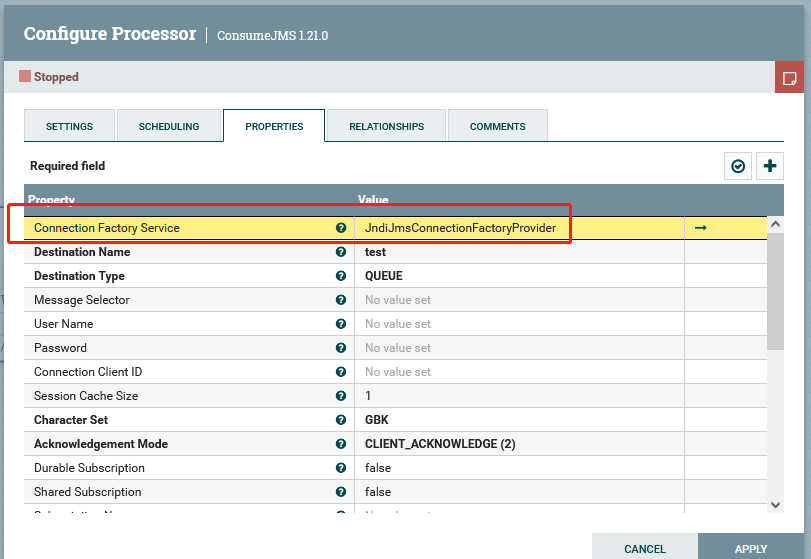 Configure Processor | ConsumeJMS 1.21.0
Stopped
SETTINGS SCHEDULING PROPERTIES RELATIONSHIPS COMMENTS
Required field
Property Value
Connection Factory Service JndiJmsConnectionFactoryProvider
Destination Name test
Destination Type QUEUE
Message Selector No value set
User Name No value set
Password No value set
Connection Client ID No value set
Session Cache Size 1
Character Set GBK
Acknowledgement Mode CLIENT_ACKNOWLEDGE (2)
Durable Subscription false
Shared Subscription false
CANCEL APPLY